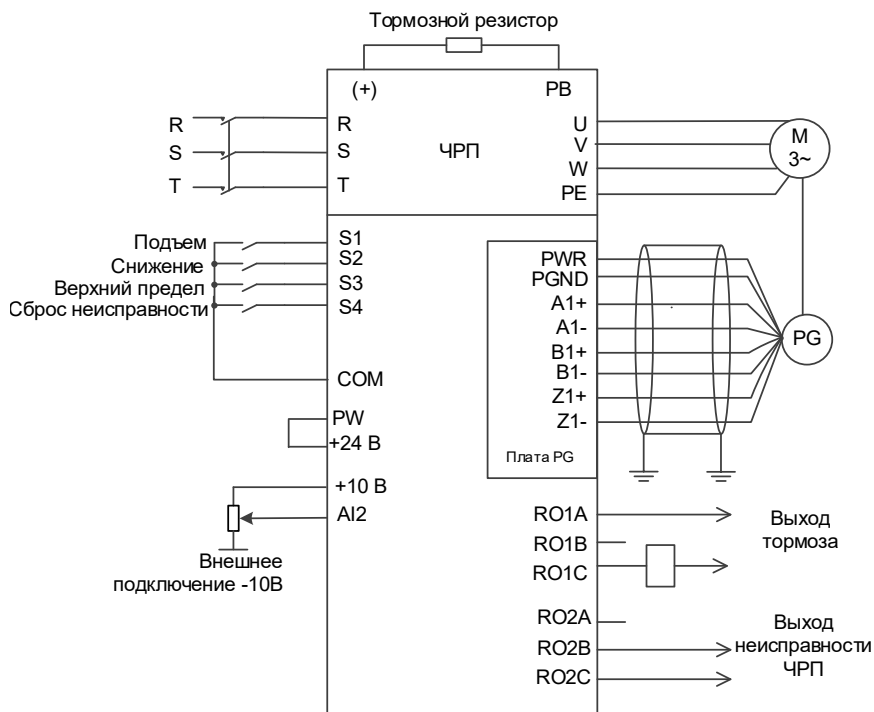 Тормозной резистор
(+)
PB
R
S
T
R
S
T
ЧРП
U
V
W
PE
M
3~
Подъем
Снижение
Верхний предел
Сброс неисправности
S1
S2
S3
S4
COM
PW
+24 В
+10 В
AI2
Внешнее
подключение -10В
PWR
PGND
A1+
A1-
B1+
B1-
Z1+
Z1-
Плата PG
PG
RO1A
RO1B
RO1C
Выход
тормоза
RO2A
RO2B
RO2C
Выход
неисправности
ЧРП